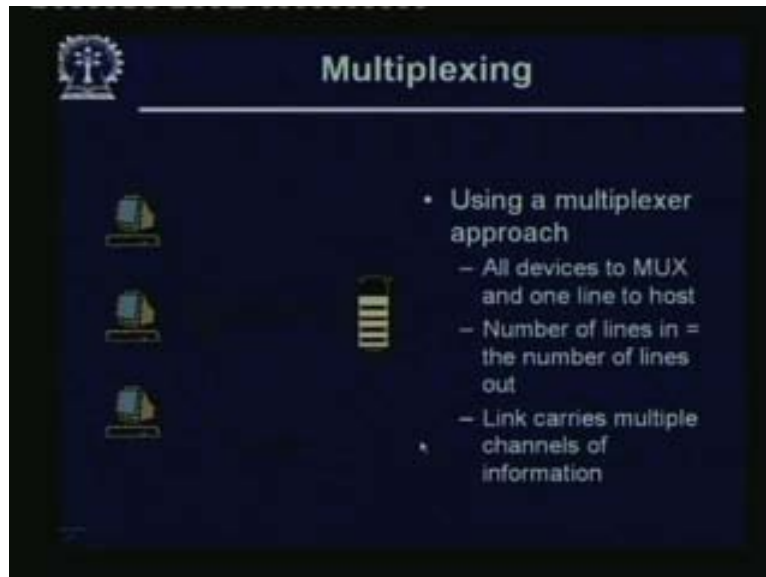 Multiplexing
• Using a multiplexer
approach
– All devices to MUX
and one line to host
– Number of lines in =
the number of lines
out
– Link carries multiple
channels of
information